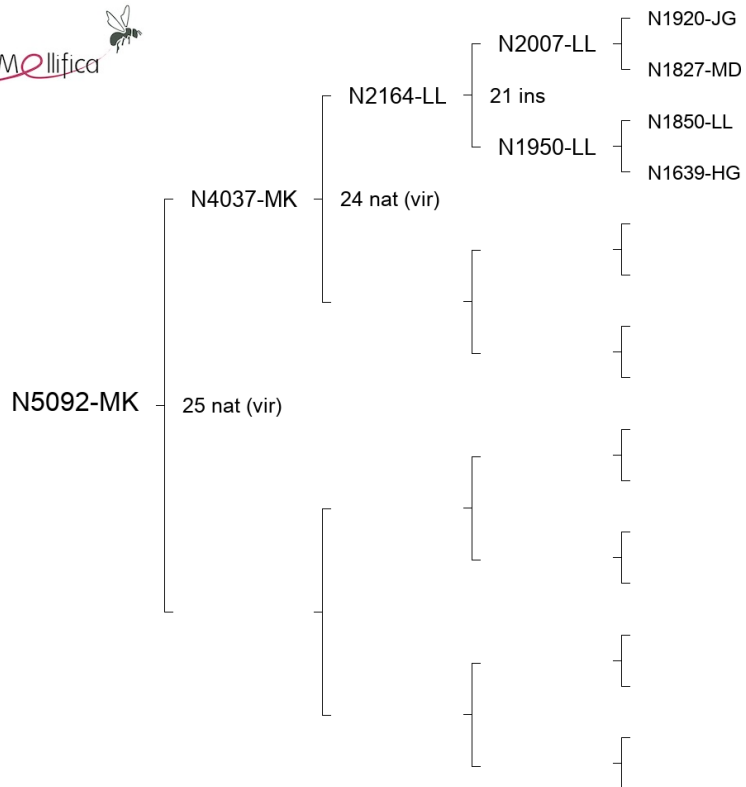 Mellifica
N1920-JG
N2007-LL
N1827-MD
N2164-LL
21 ins
N1850-LL
N1950-LL
N1639-HG
N4037-MK
24 nat (vir)
N5092-MK
25 nat (vir)